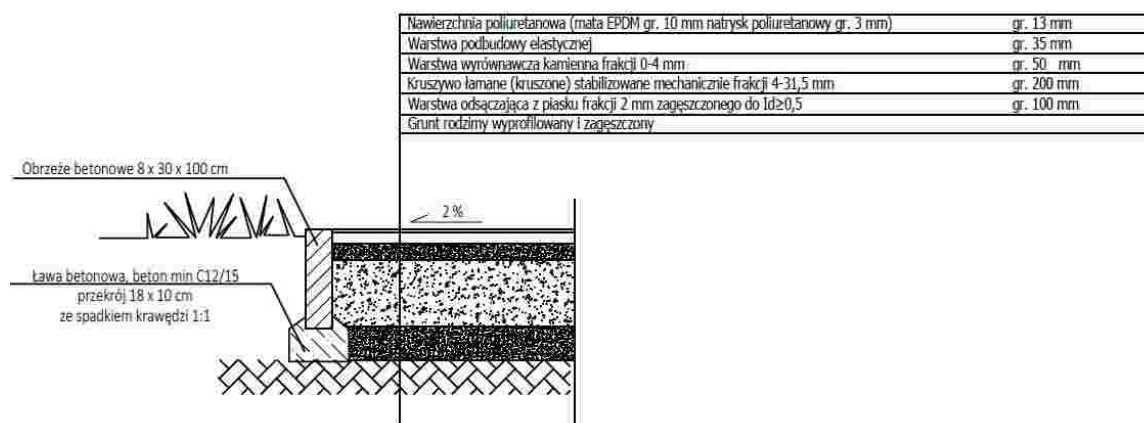 Nawierzchnia poliuretanowa (mata EPDM gr. 10 mm natrysk poliuretanowy gr. 3 mm) gr. 13 mm
Warstwa podbudowy elastycznej gr. 35 mm
Warstwa wyrównawcza kamienna frakcji 0-4 mm gr. 50 mm
Kruszywo łamane (kruszone) stabilizowane mechanicznie frakcji 4-31,5 mm gr. 200 mm
Warstwa odsączająca z piasku frakcji 2 mm zagęszczonego do Id≥0,5 gr. 100 mm
Grunt rodzimy wyprofilowany i zagęszczony
Obrzeże betonowe 8 x 30 x 100 cm
2 %
Ława betonowa, beton min C12/15
przekrój 18 x 10 cm
ze spadkiem krawędzi 1:1